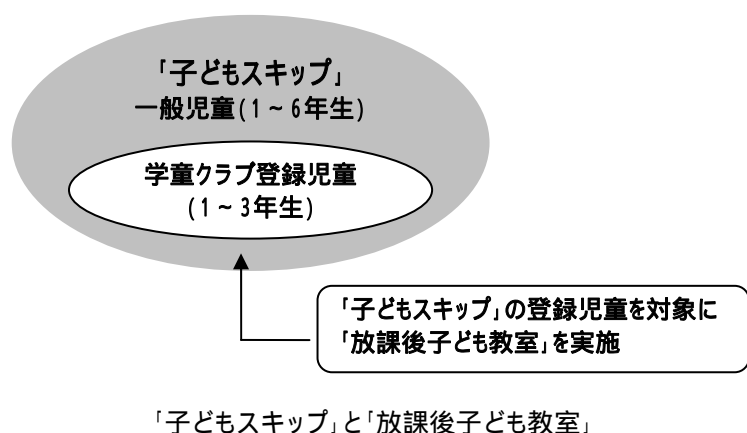 「子どもスキップ」
一般児童(1～6年生)
学童クラブ登録児童
(1～3年生)
「子どもスキップ」の登録児童を対象に
「放課後子ども教室」を実施
「子どもスキップ」と「放課後子ども教室」